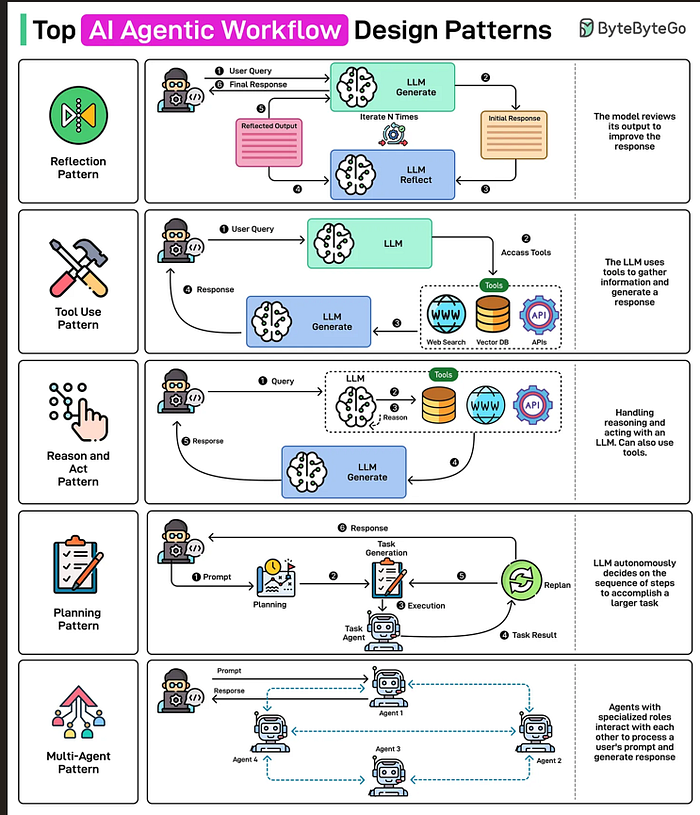 Top AI Agentic Workflow Design Patterns
ByteByteGo
Reflection
Pattern
1 User Query
6 Final Response
LLM
Generate
2
5
Iterate N Times
Reflected Output
Initial Response
LLM
Reflect
4
3
The model reviews
its output to
improve the
response
Tool Use
Pattern
</>
1 User Query
LLM
2
Access Tools
4 Response
LLM
Generate
3
Tools
WWW
API
Web Search
Vector DB
APIs
The LLM uses
tools to gather
information and
generate a
response
Reason and
Act
Pattern
1 Query
LLM
2
3
Reason
Tools
WWW
API
5 Response
LLM
Generate
4
Handling
reasoning and
acting with an
LLM. Can also use
tools.
Planning
Pattern
6 Response
1 Prompt
Planning
2
Task
Generation
5
Replan
3 Execution
Task
Agent
4 Task Result
LLM autonomously
decides on the
sequence of steps
to accomplish a
larger task
Multi-Agent
Pattern
Prompt
Response
Agent 1
Agent 4
Agent 3
Agent 2
Agents with
specialized roles
interact with each
other to process a
user's prompt and
generate response